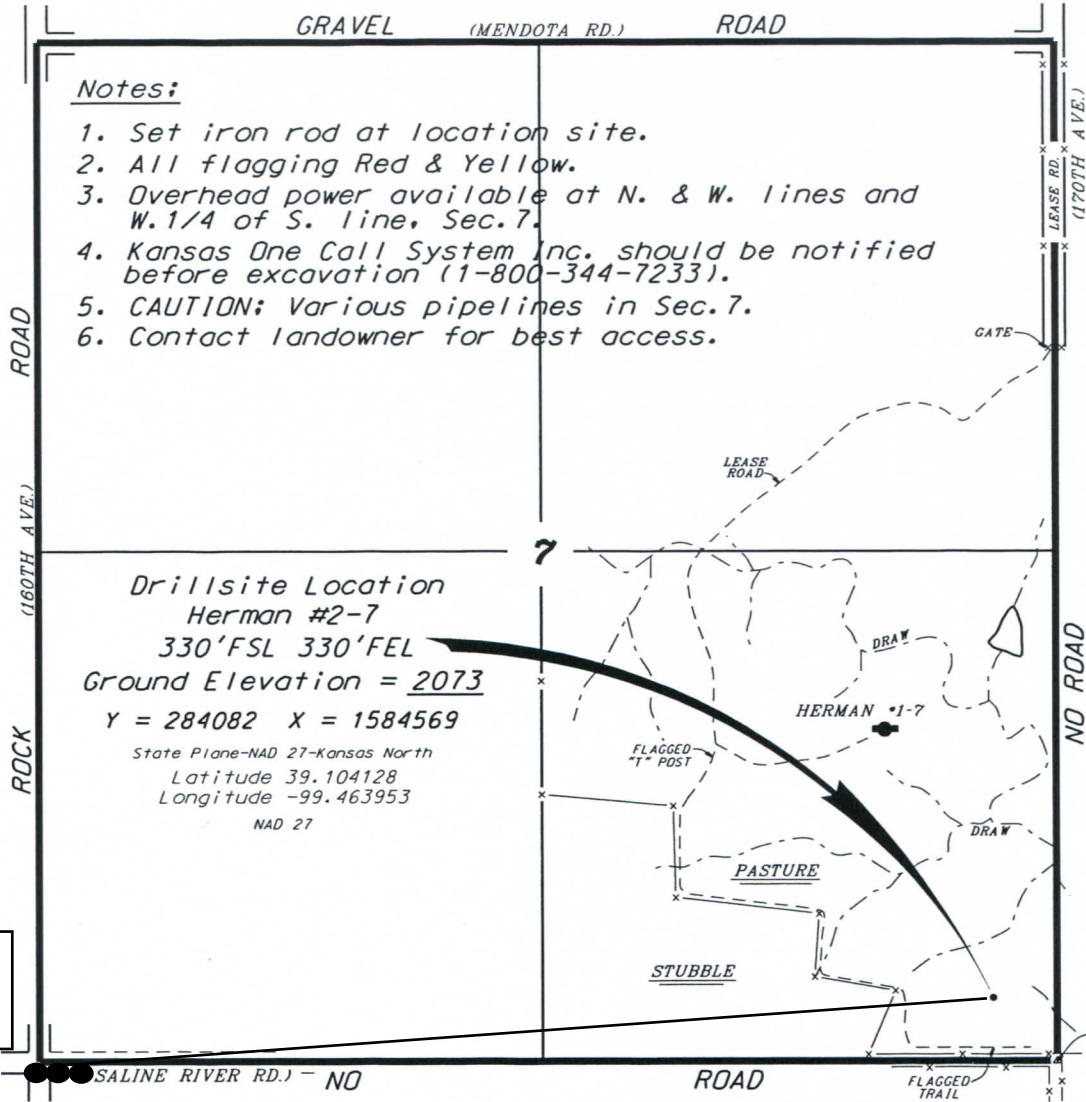 GRAVEL (MENDOTA RD.) ROAD
Notes:
1. Set iron rod at location site.
2. All flagging Red & Yellow.
3. Overhead power available at N. & W. lines and
W.1/4 of S. line, Sec.7.
4. Kansas One Call System Inc. should be notified
before excavation (1-800-344-7233).
5. CAUTION: Various pipelines in Sec.7.
6. Contact landowner for best access.
LEASE RD.
(170TH AVE.)
GATE
LEASE
ROAD
ROCK (160TH AVE.) ROAD
7
Drillsite Location
Herman #2-7
330'FSL 330'FEL
Ground Elevation = 2073
Y = 284082 X = 1584569
State Plane-NAD 27-Kansas North
Latitude 39.104128
Longitude -99.463953
NAD 27
DRAW
HERMAN #1-7
NO ROAD
FLAGGED
"T" POST
DRAW
PASTURE
STUBBLE
SALINE RIVER RD.) - NO ROAD
FLAGGED
TRAIL